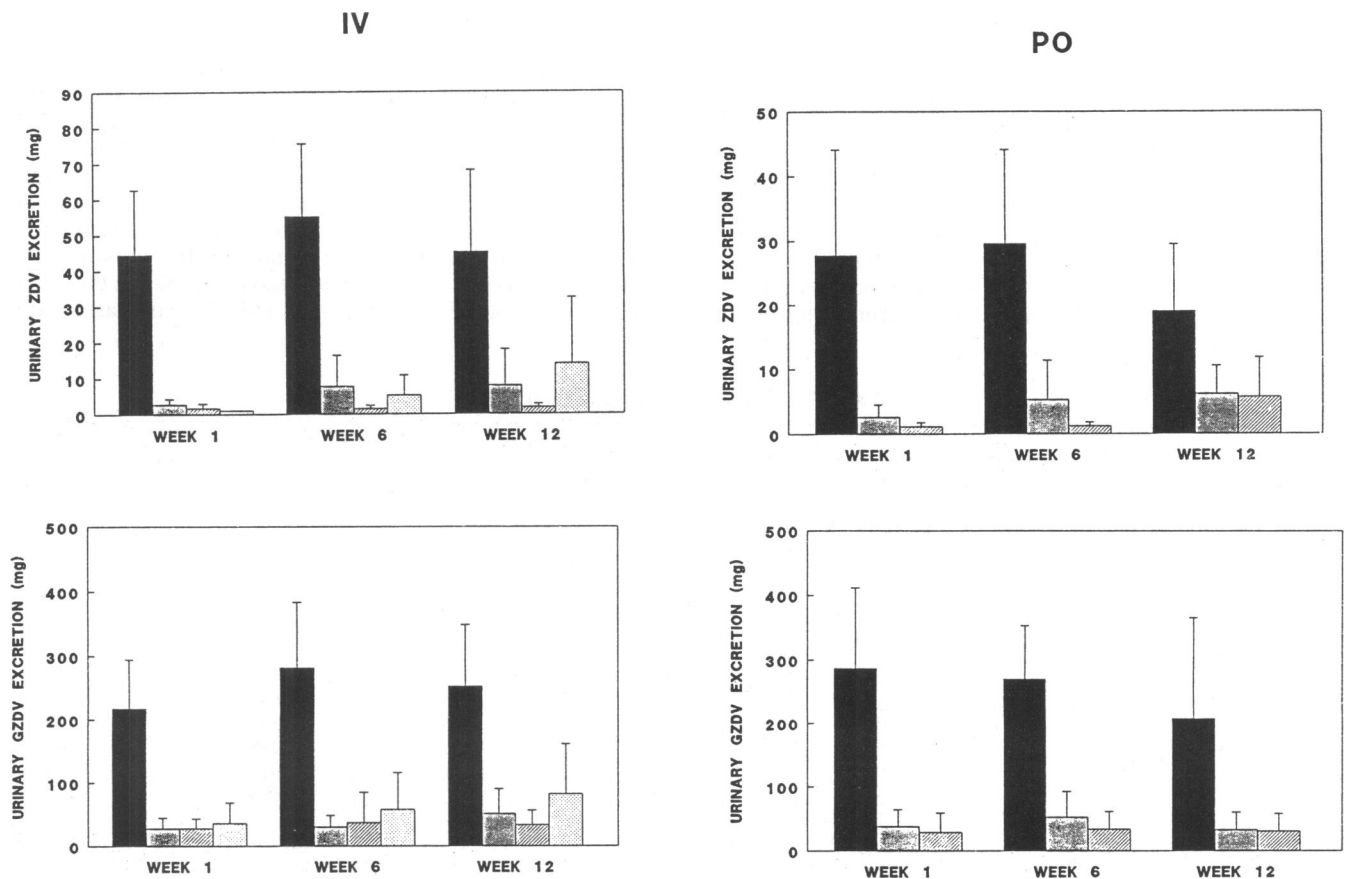 IV
URINARY ZDV EXCRETION (mg)
90
80
70
60
50
40
30
20
10
0
WEEK 1 WEEK 6 WEEK 12
PO
URINARY ZDV EXCRETION (mg)
50
40
30
20
10
0
WEEK 1 WEEK 6 WEEK 12
URINARY GZDV EXCRETION (mg)
500
400
300
200
100
0
WEEK 1 WEEK 6 WEEK 12
URINARY GZDV EXCRETION (mg)
500
400
300
200
100
0
WEEK 1 WEEK 6 WEEK 12